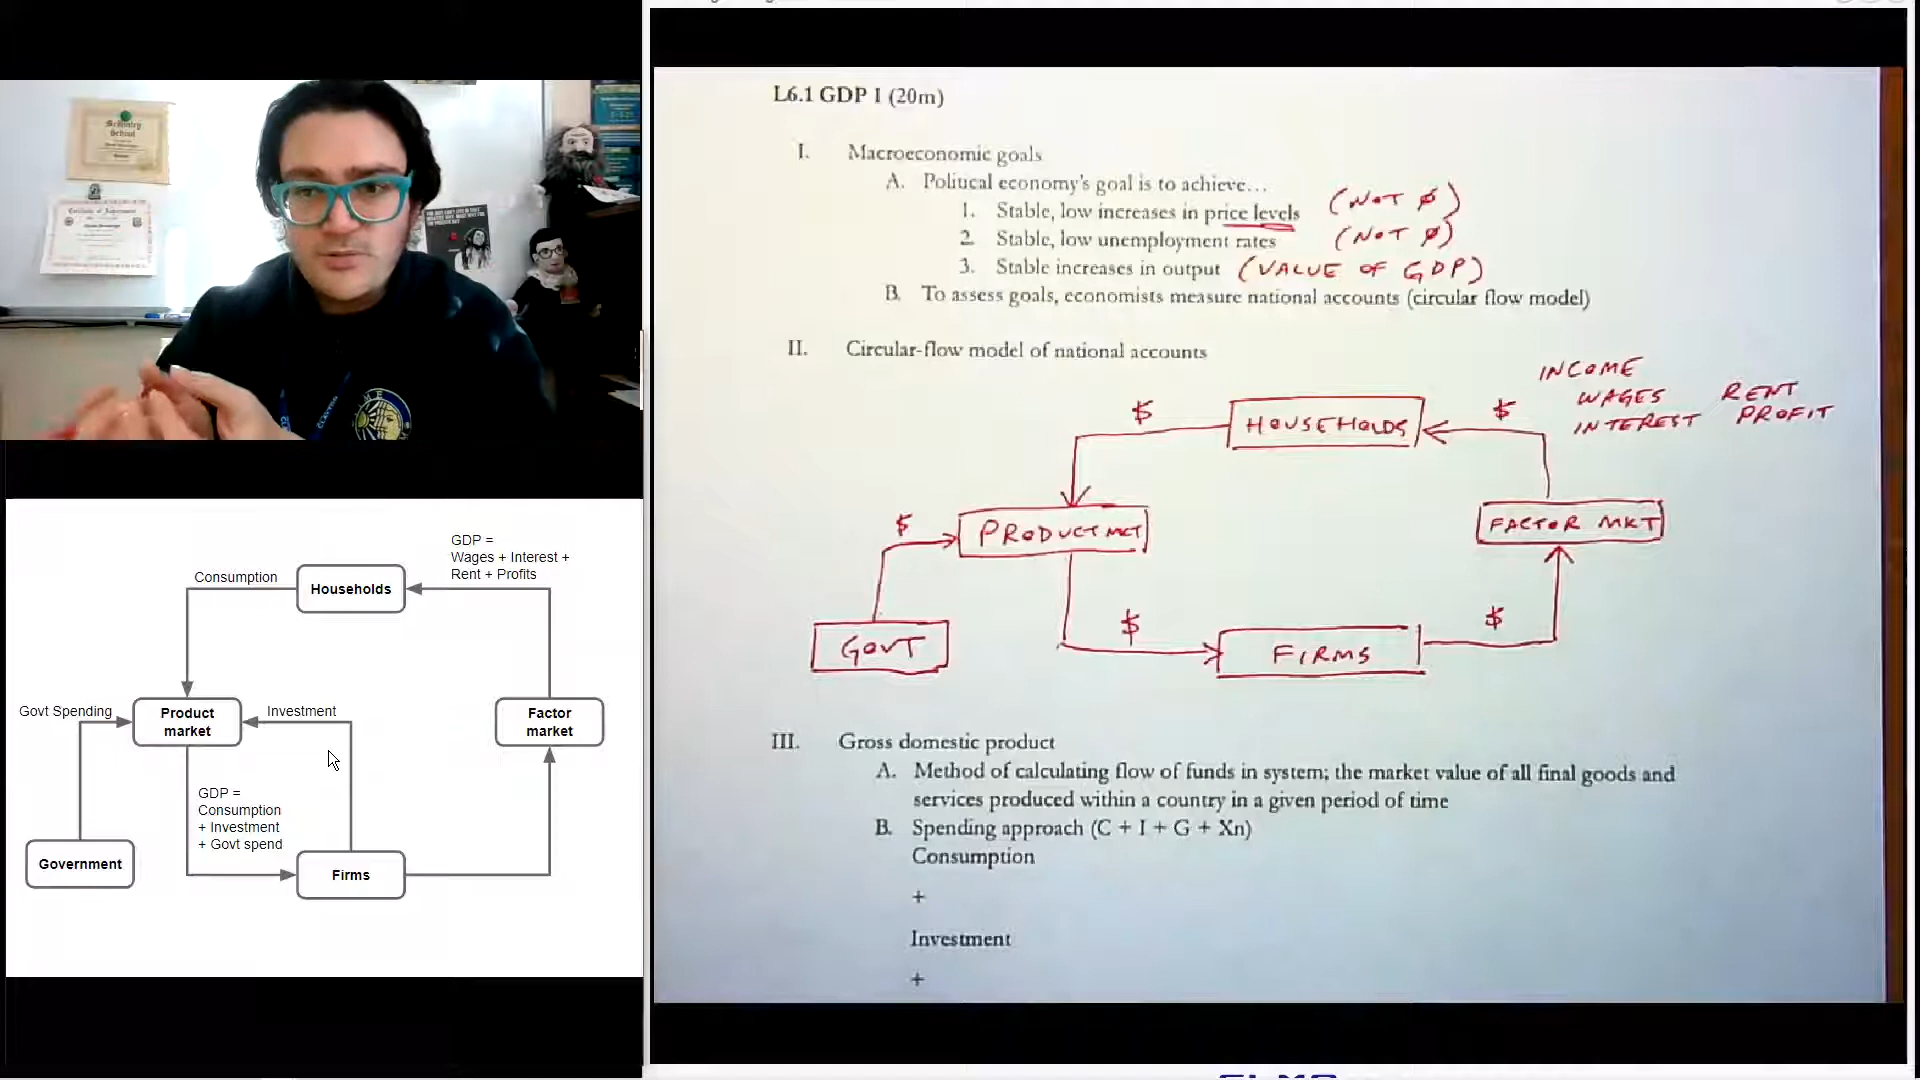 McKinley
School
L6.1 GDP I (20m)
I. Macroeconomic goals
A. Political economy's goal is to achieve…
1. Stable, low increases in price levels (NOT Ø)
2. Stable, low unemployment rates (NOT Ø)
3. Stable increases in output (VALUE OF GDP)
B. To assess goals, economists measure national accounts (circular flow model)
II. Circular-flow model of national accounts
INCOME
WAGES RENT
INTEREST PROFIT
$ HOUSEHOLDS $
$ PRODUCT MKT FACTOR MKT
GOVT $ FIRMS $
III. Gross domestic product
A. Method of calculating flow of funds in system; the market value of all final goods and
services produced within a country in a given period of time
B. Spending approach (C + I + G + Xn)
Consumption
+
Investment
+
GDP =
Wages + Interest +
Rent + Profits
Consumption
Households
Govt Spending
Product
market
Investment
Factor
market
GDP =
Consumption
+ Investment
+ Govt spend
Government
Firms